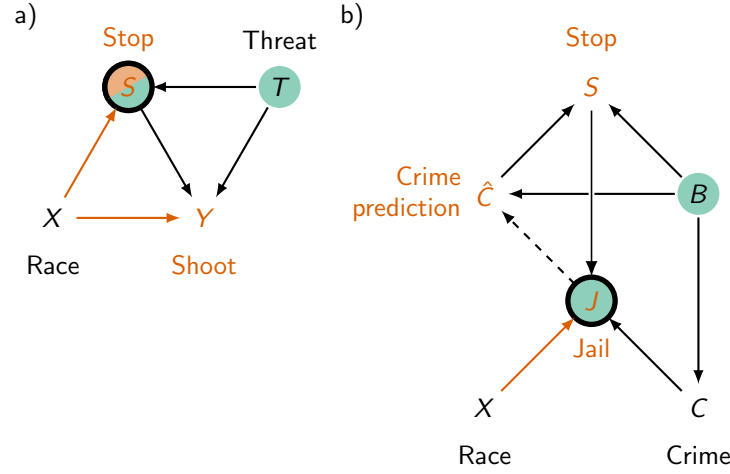 a)
Stop
Threat
S
T
X
Y
Race
Shoot
b)
Stop
S
Crime
prediction
Ĉ
B
J
Jail
X
C
Race
Crime